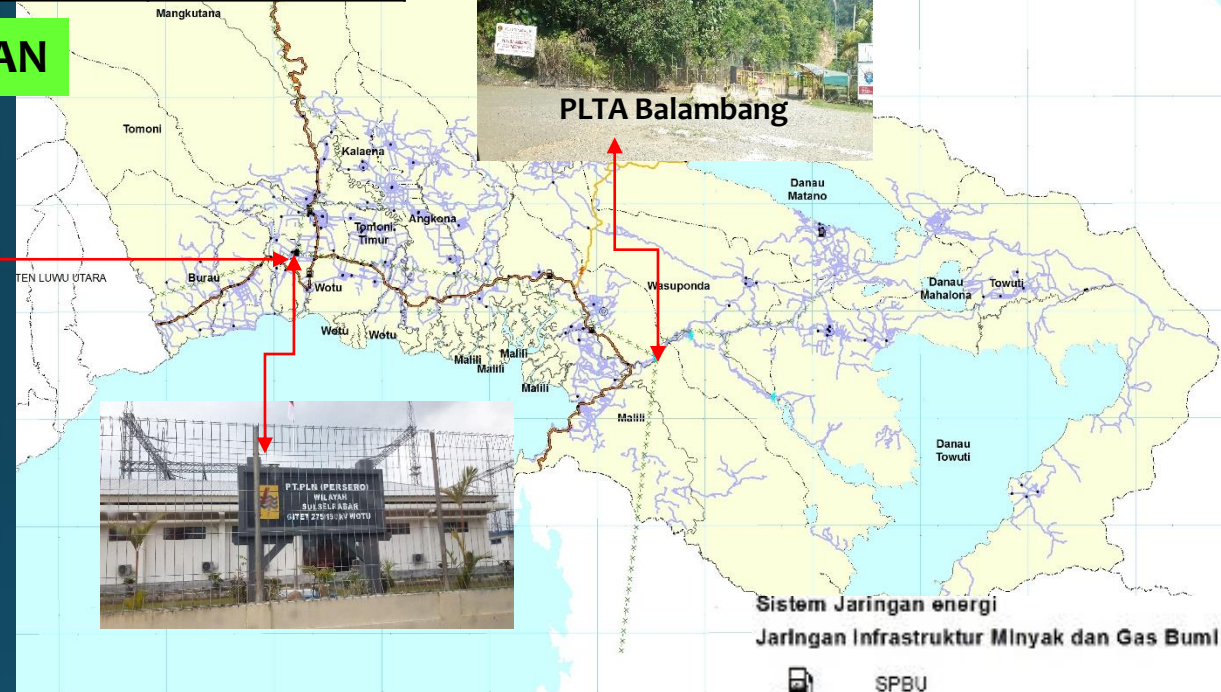 AN
Mangkutana
Tomoni
Kalaena
Angkona
Tomoni
Timur
TEN LUWU UTARA
Burau
Wotu
Wotu
Wotu
Malili
Malili
Malili
Malili
Malili
PLTA Balambang
Danau
Matano
Wasuponda
Danau
Mahalona
Towuti
Danau
Towuti
PT.PLN (PERSERO)
WILAYAH
SULSELRABAR
GITET 275/150kV WOTU
Sistem Jaringan energi
Jaringan Infrastruktur Minyak dan Gas Bumi
SPBU